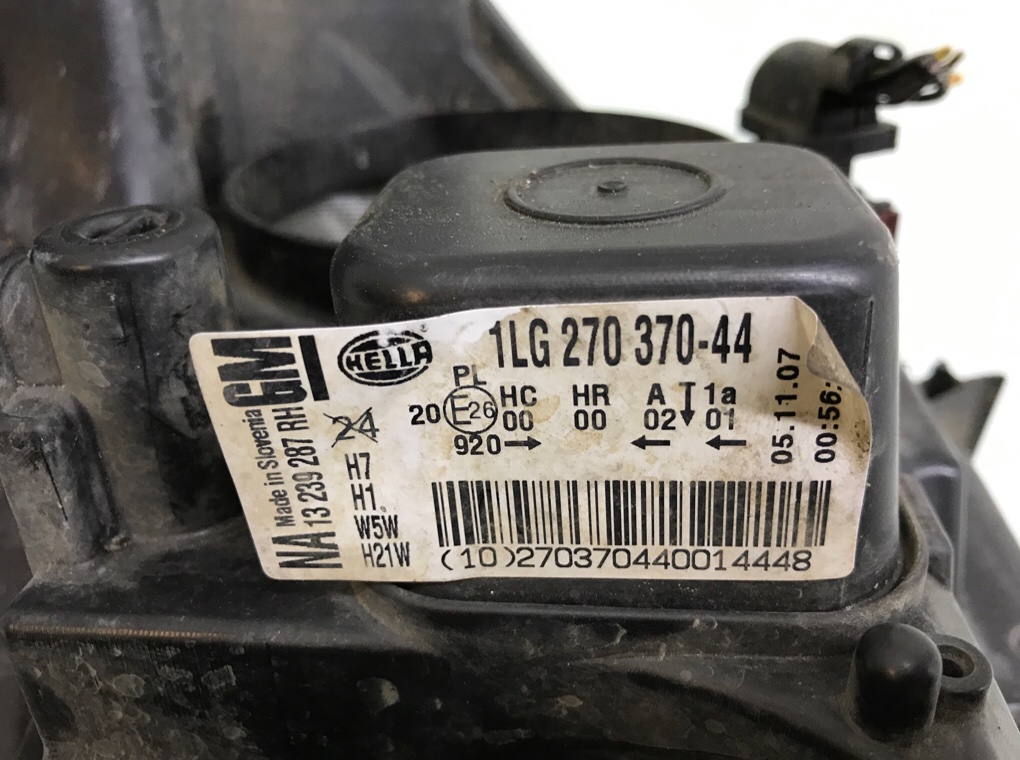 GM
Made in Slovenia
NA 13 239 287 RH
HELLA ®
1LG 270 370-44
PL HC HR A 1a
20 E26 00 00 02 01
920
24
H7
H1
W5W
H21W
05.11.07
00:56:
(10)270370440014448